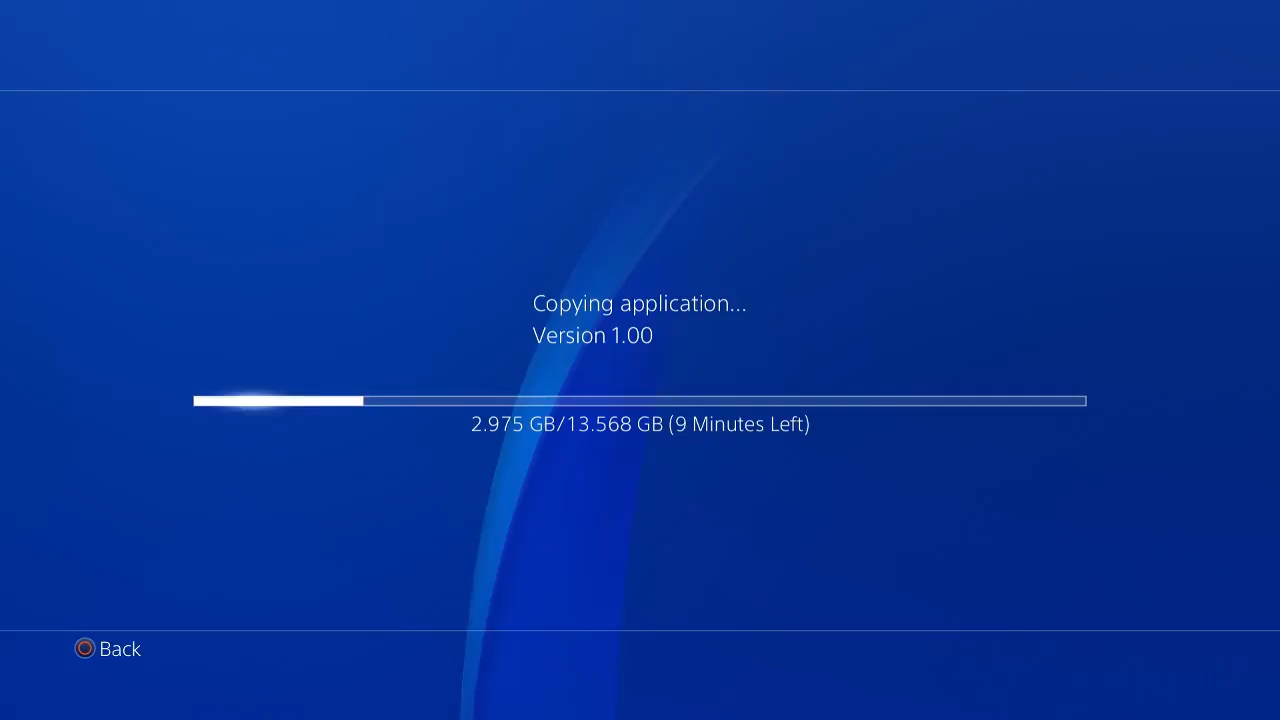 Copying application...
Version 1.00
2.975 GB/13.568 GB (9 Minutes Left)
Back